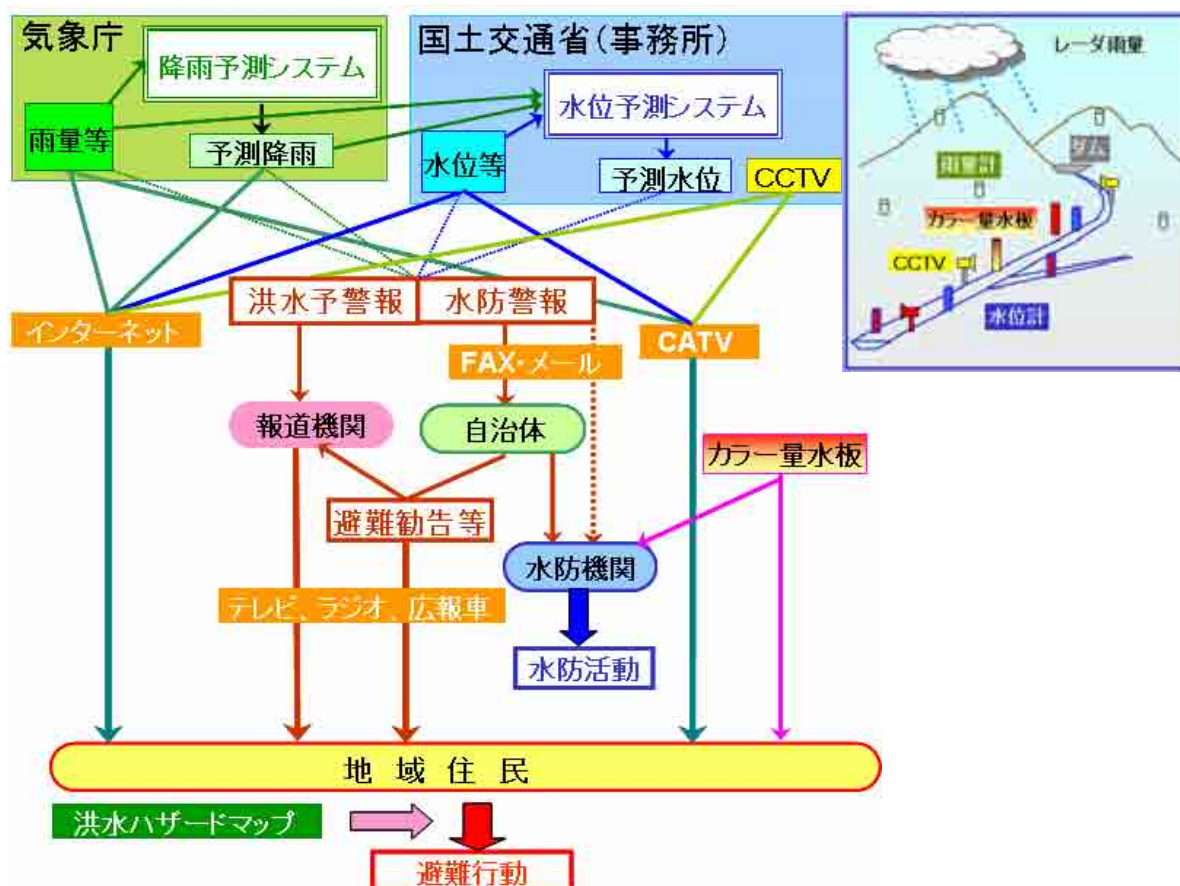 気象庁
国土交通省(事務所)
降雨予測システム
雨量等
予測降雨
水位予測システム
水位等
予測水位
CCTV
レーダ雨量
ダム
カラー量水板
CCTV
水位計
洪水予警報
水防警報
インターネット
CATV
FAX・メール
報道機関
自治体
カラー量水板
避難勧告等
水防機関
テレビ、ラジオ、広報車
水防活動
地域住民
洪水ハザードマップ
避難行動